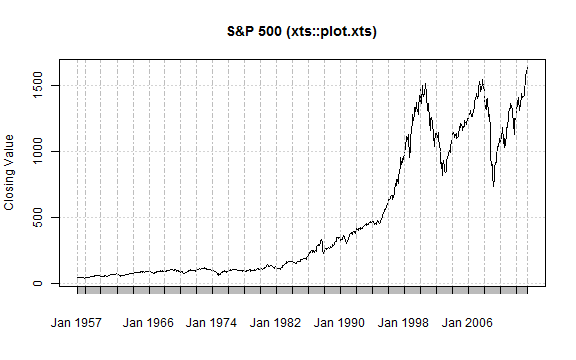 S&P 500 (xts::plot.xts)
Closing Value
1500
1000
500
0
Jan 1957 Jan 1966 Jan 1974 Jan 1982 Jan 1990 Jan 1998 Jan 2006